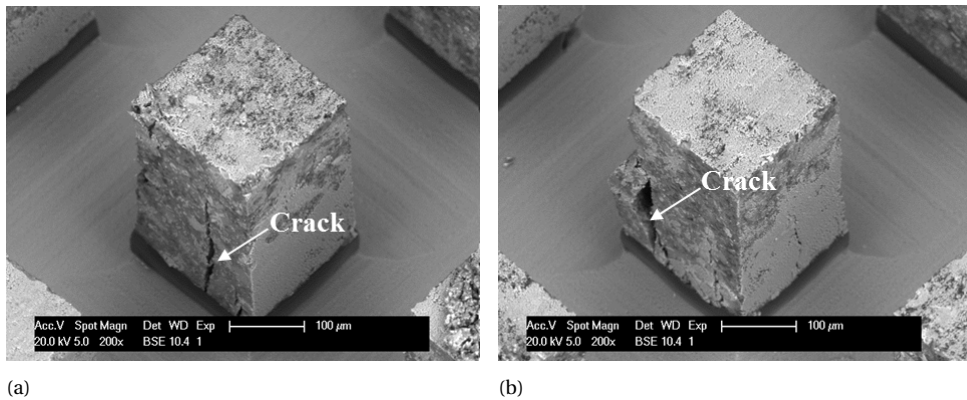 Crack
Acc.V Spot Magn Det WD Exp 100 µm
20.0 kV 5.0 200x BSE 10.4 1
(a)
Crack
Acc.V Spot Magn Det WD Exp 100 µm
20.0 kV 5.0 200x BSE 10.4 1
(b)